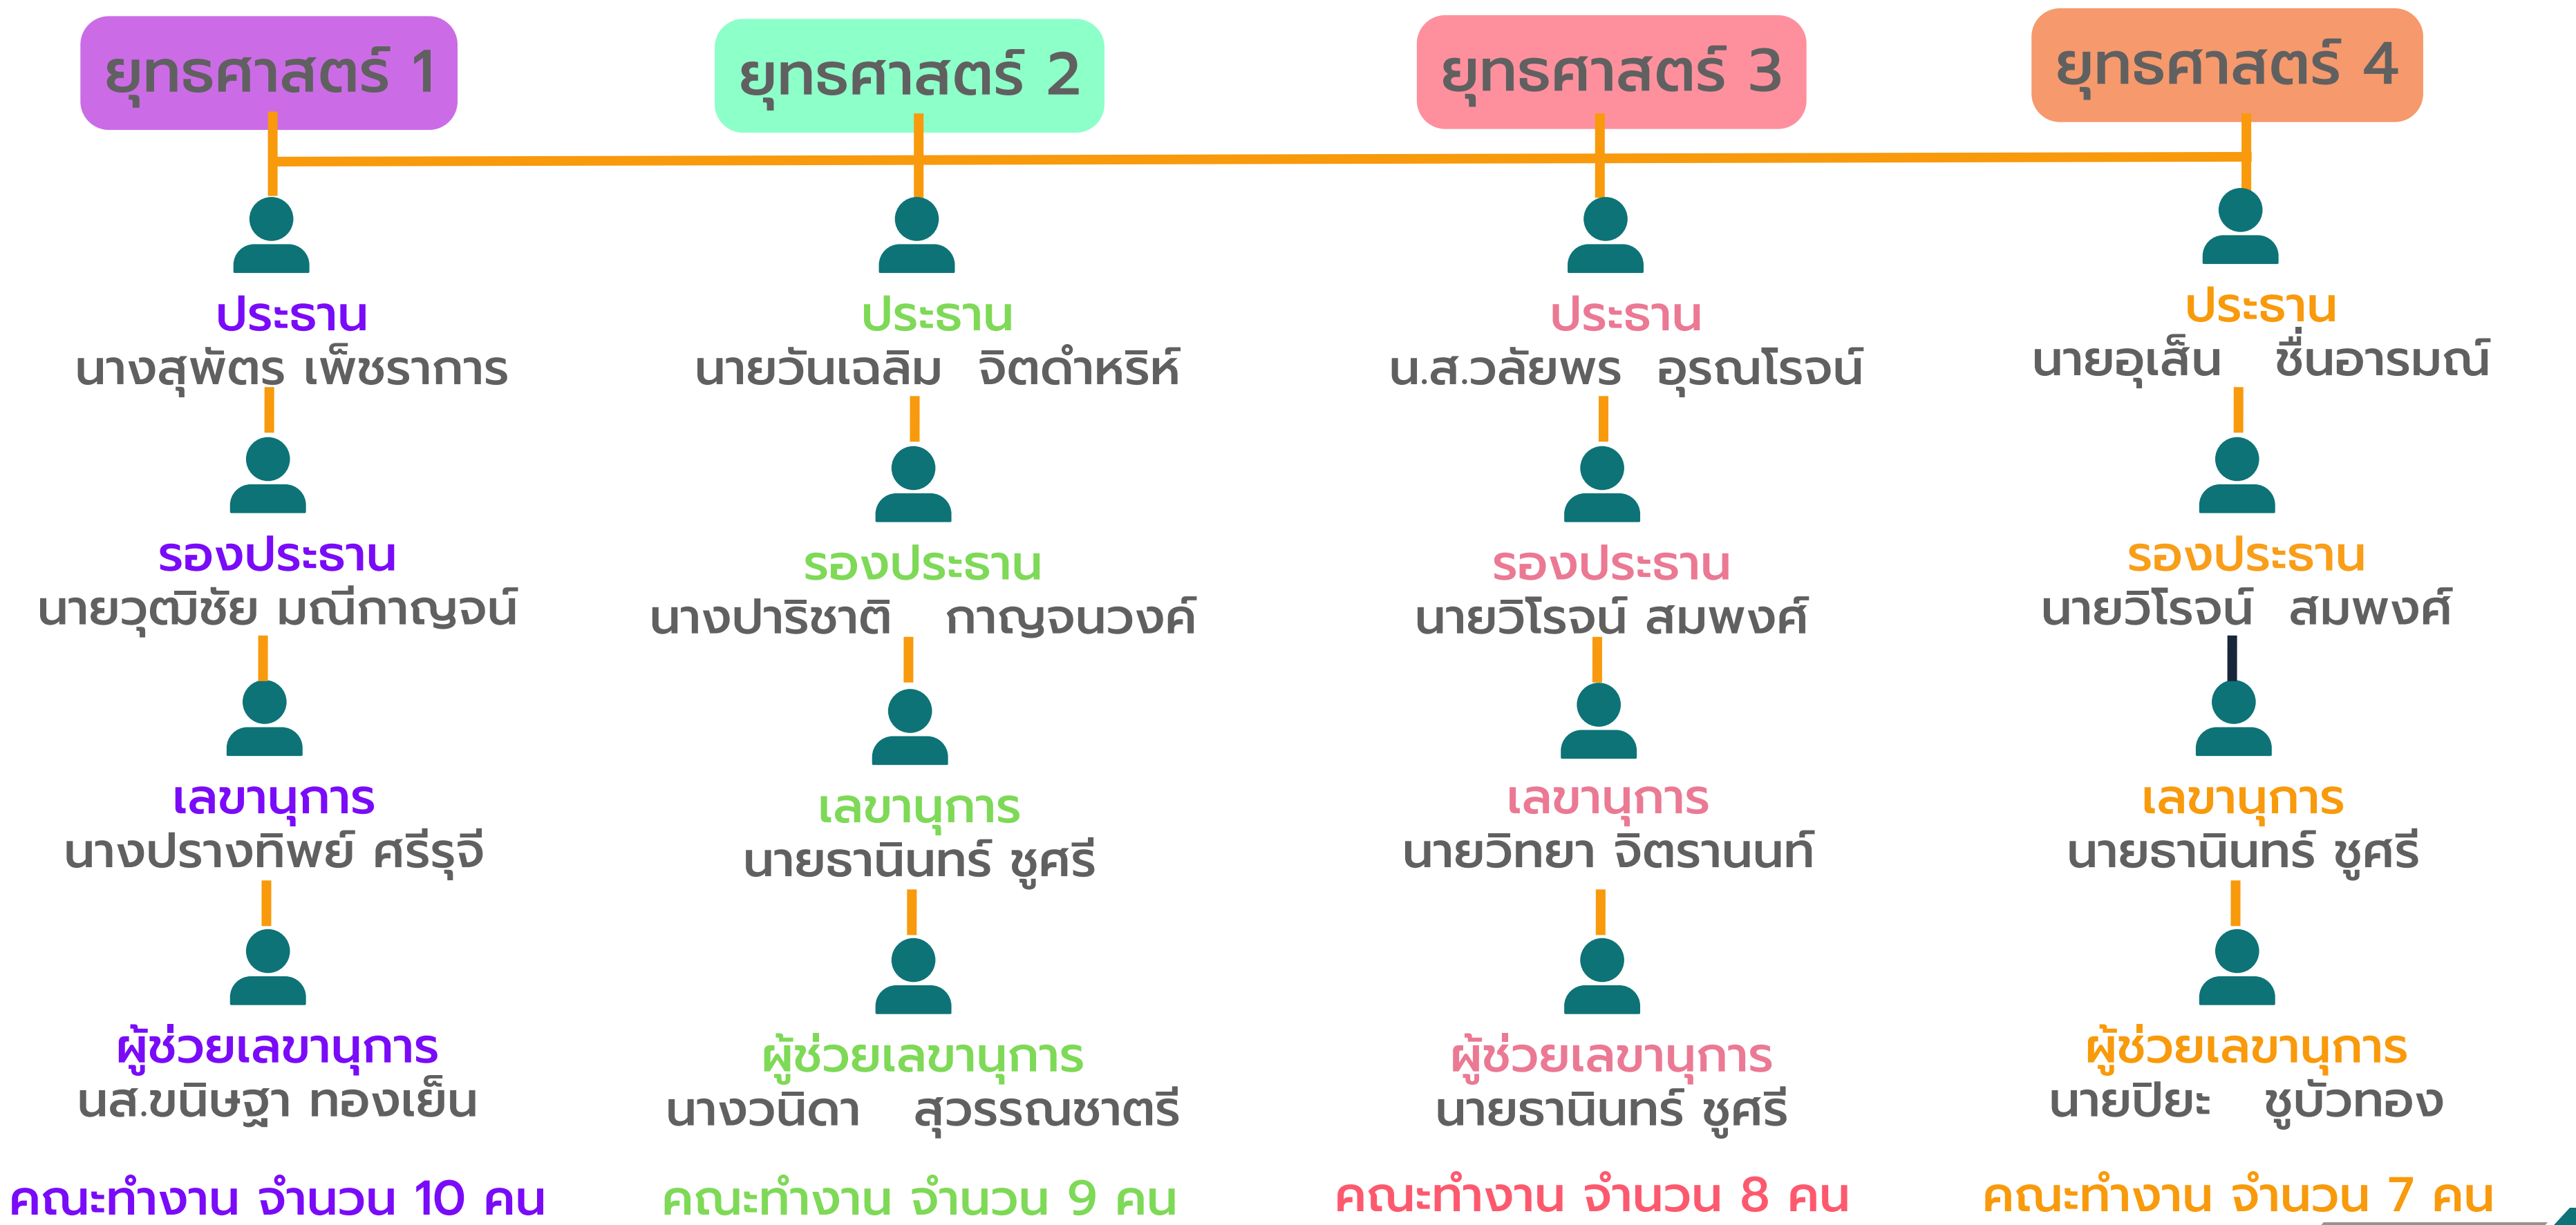 ยุทธศาสตร์ 1
ประธาน
นางสุพัตร เพ็ชราการ
รองประธาน
นายวุฒิชัย มณีกาญจน์
เลขานุการ
นางปรางทิพย์ ศรีรุจี
ผู้ช่วยเลขานุการ
นส.ขนิษฐา ทองเย็น
คณะทำงาน จำนวน 10 คน
ยุทธศาสตร์ 2
ประธาน
นายวันเฉลิม จิตดำหริห์
รองประธาน
นางปาริชาติ กาญจนวงค์
เลขานุการ
นายธานินทร์ ชูศรี
ผู้ช่วยเลขานุการ
นางวนิดา สุวรรณชาตรี
คณะทำงาน จำนวน 9 คน
ยุทธศาสตร์ 3
ประธาน
น.ส.วลัยพร อุรณโรจน์
รองประธาน
นายวิโรจน์ สมพงศ์
เลขานุการ
นายวิทยา จิตรานนท์
ผู้ช่วยเลขานุการ
นายธานินทร์ ชูศรี
คณะทำงาน จำนวน 8 คน
ยุทธศาสตร์ 4
ประธาน
นายอุเส็น ชื่นอารมณ์
รองประธาน
นายวิโรจน์ สมพงศ์
เลขานุการ
นายธานินทร์ ชูศรี
ผู้ช่วยเลขานุการ
นายปิยะ ชูบัวทอง
คณะทำงาน จำนวน 7 คน